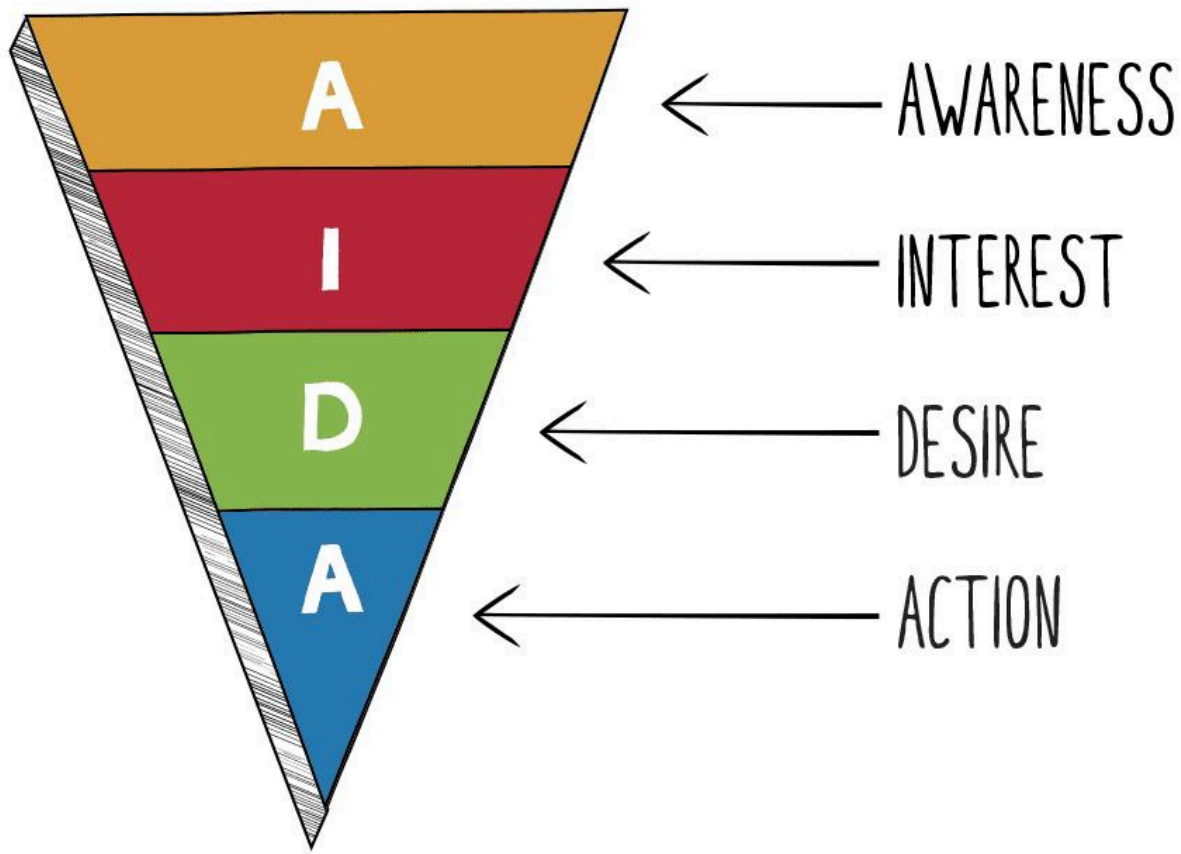 A
AWARENESS
I
INTEREST
D
DESIRE
A
ACTION